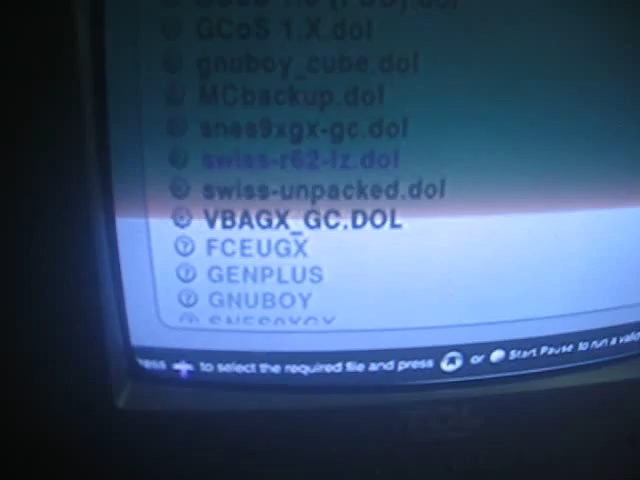 GCoS 1.X.dol
gnuboy_cube.dol
MCbackup.dol
snes9xgx-gc.dol
swiss-r62-lz.dol
swiss-unpacked.dol
VBAGX_GC.DOL
FCEUGX
GENPLUS
GNUBOY
SNES9XGX
to select the required file and press A or Start/Pause to run a